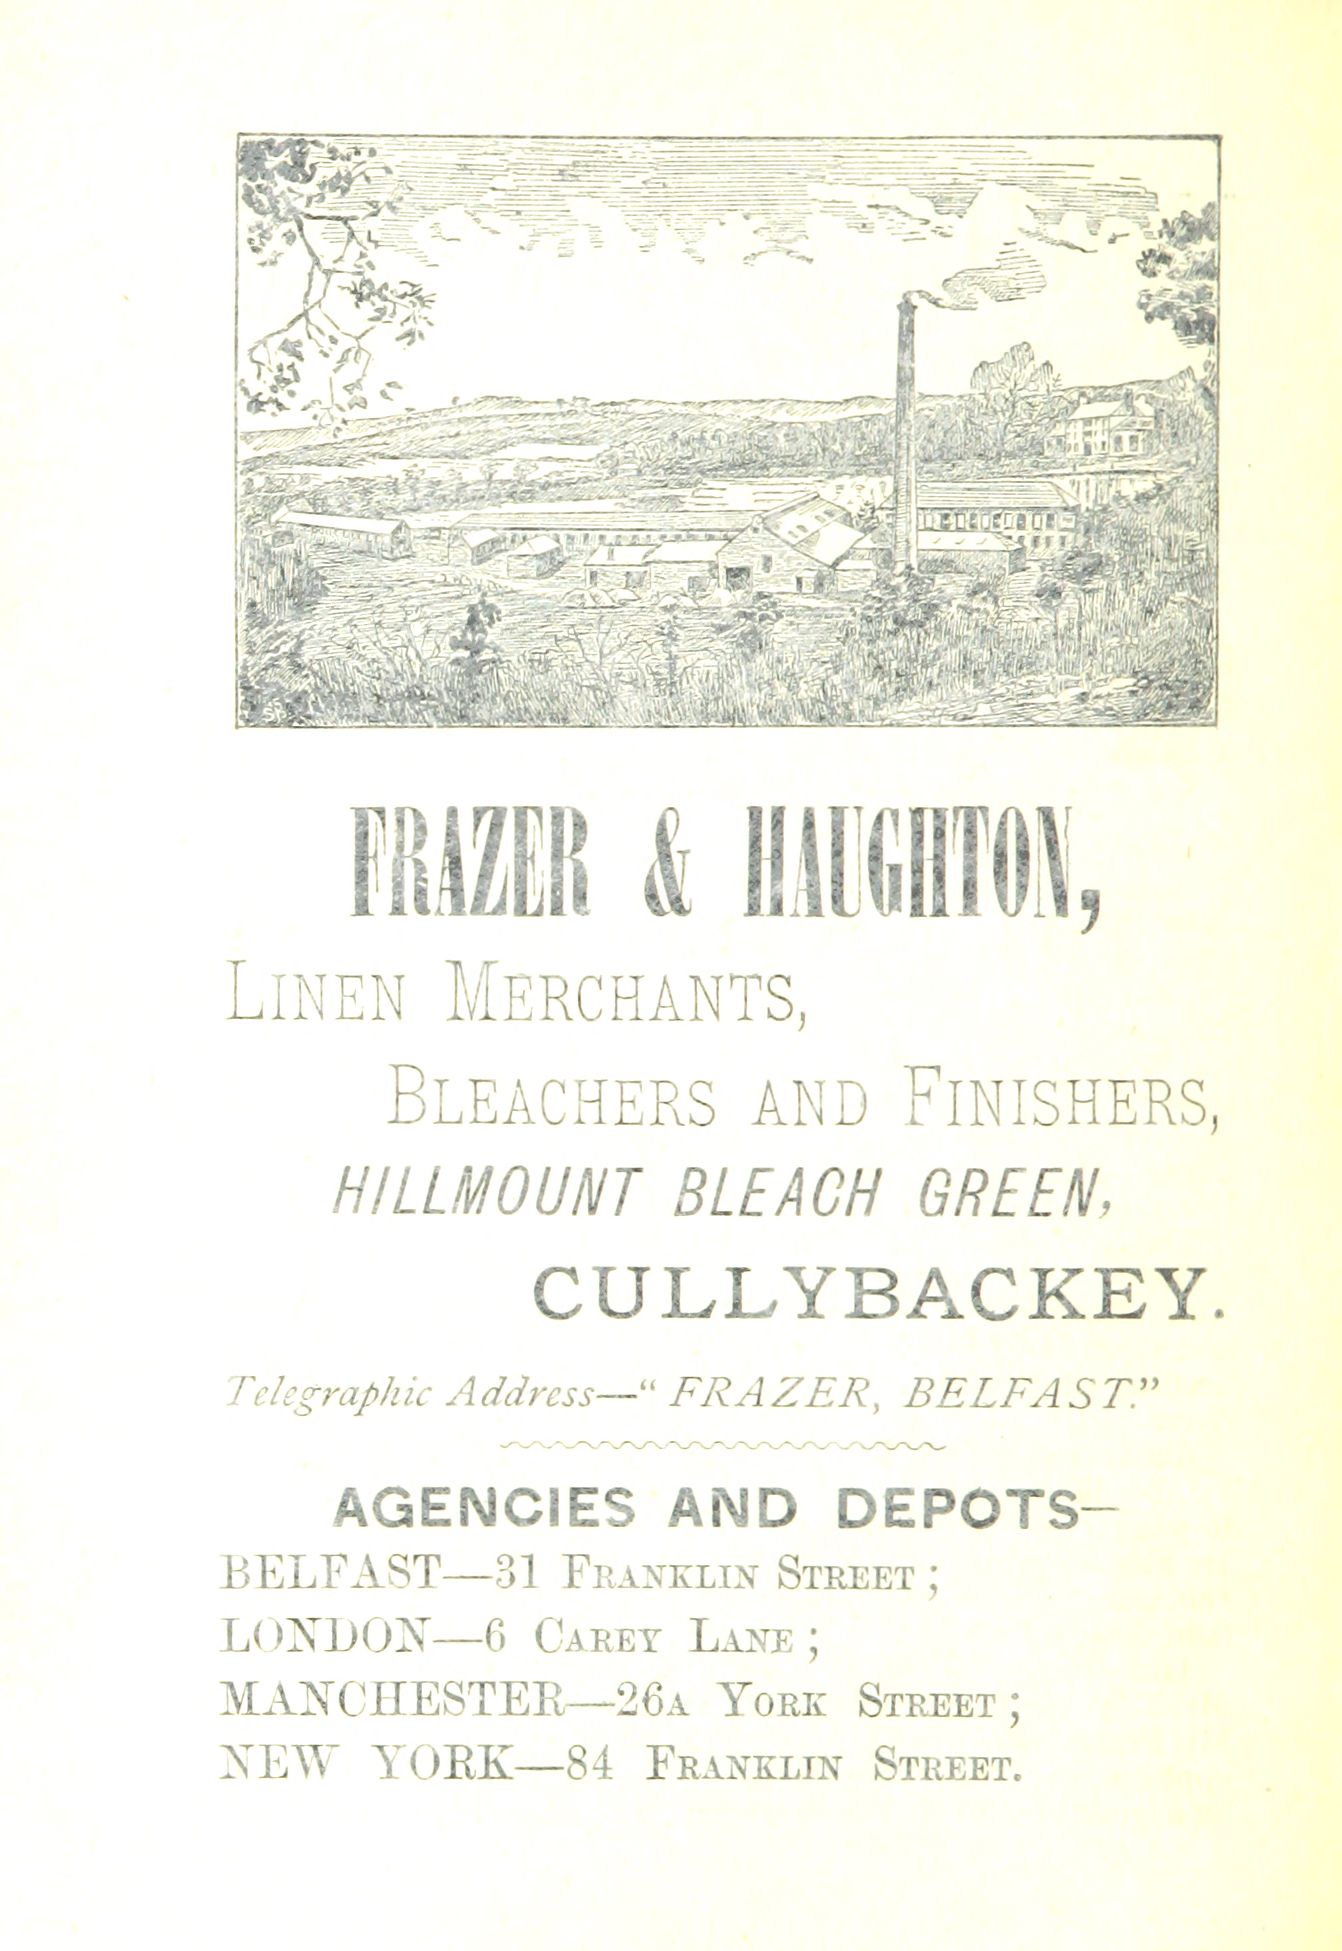 FRAZER & HAUGHTON,
LINEN MERCHANTS,
BLEACHERS AND FINISHERS,
HILLMOUNT BLEACH GREEN,
CULLYBACKEY.
Telegraphic Address—“ FRAZER, BELFAST.”
AGENCIES AND DEPOTS—
BELFAST—31 FRANKLIN STREET ;
LONDON—6 CAREY LANE ;
MANCHESTER—26A YORK STREET ;
NEW YORK—84 FRANKLIN STREET.